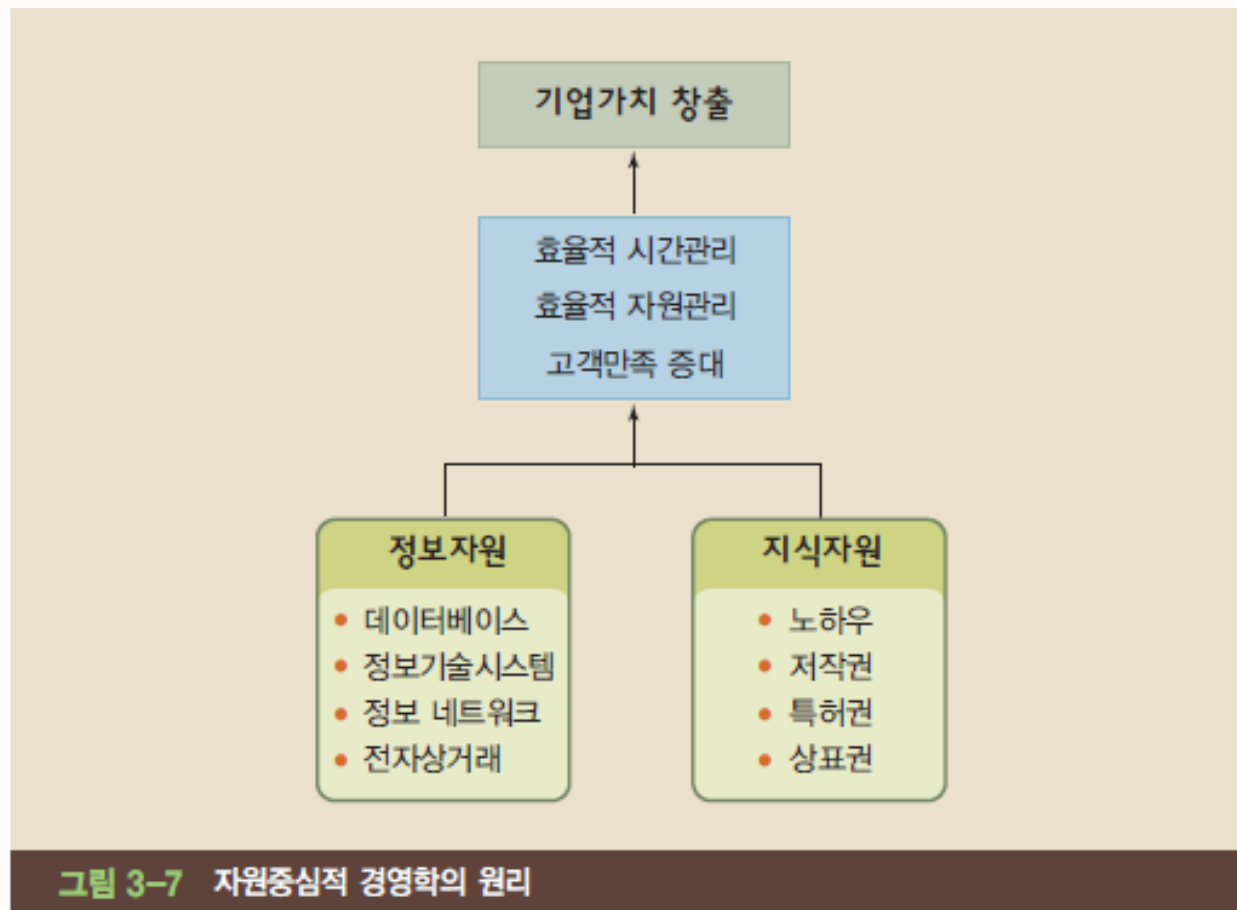 기업가치 창출
효율적 시간관리
효율적 자원관리
고객만족 증대
정보자원
• 데이터베이스
• 정보기술시스템
• 정보 네트워크
• 전자상거래
지식자원
• 노하우
• 저작권
• 특허권
• 상표권
그림 3-7 자원중심적 경영학의 원리